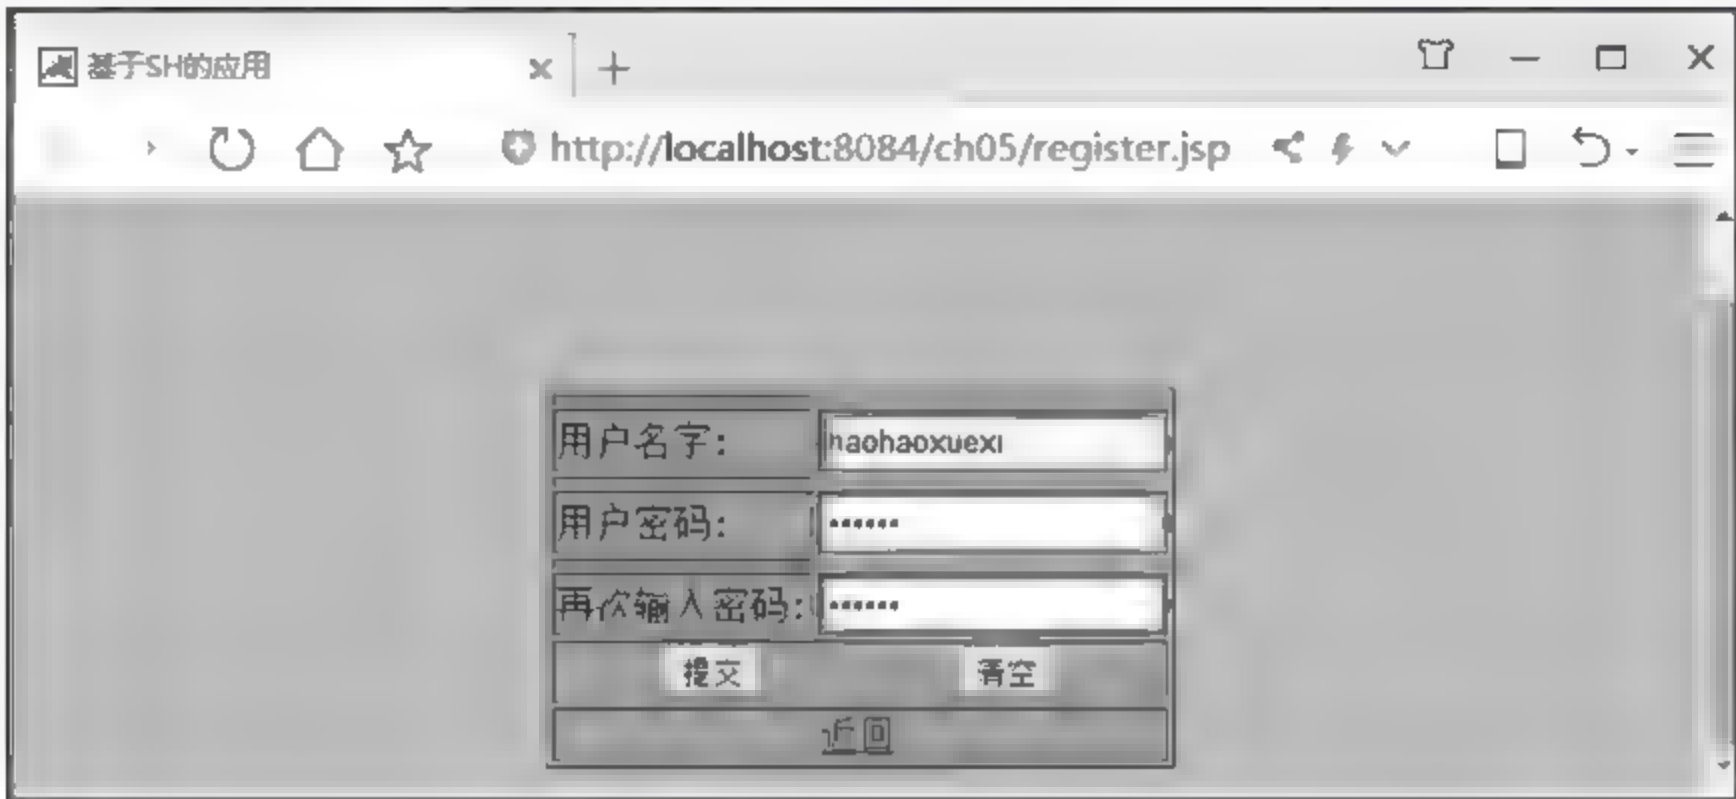 基于SH的应用
http://localhost:8084/ch05/register.jsp
用户名字: haohaoxuexi
用户密码: ••••••
再次输入密码: ••••••
提交 清空
返回